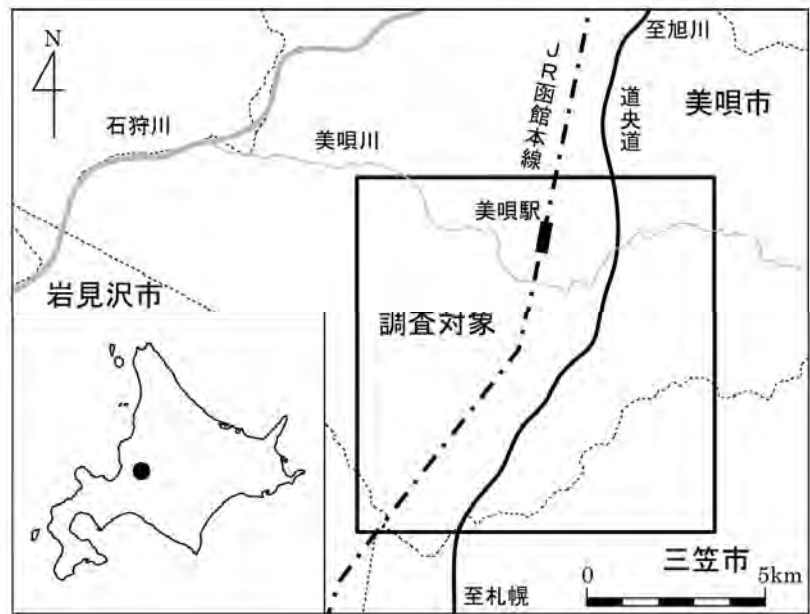 N
至旭川
JR函館本線
道央道
美唄市
石狩川
美唄川
美唄駅
岩見沢市
調査対象
三笠市
0 5km
至札幌